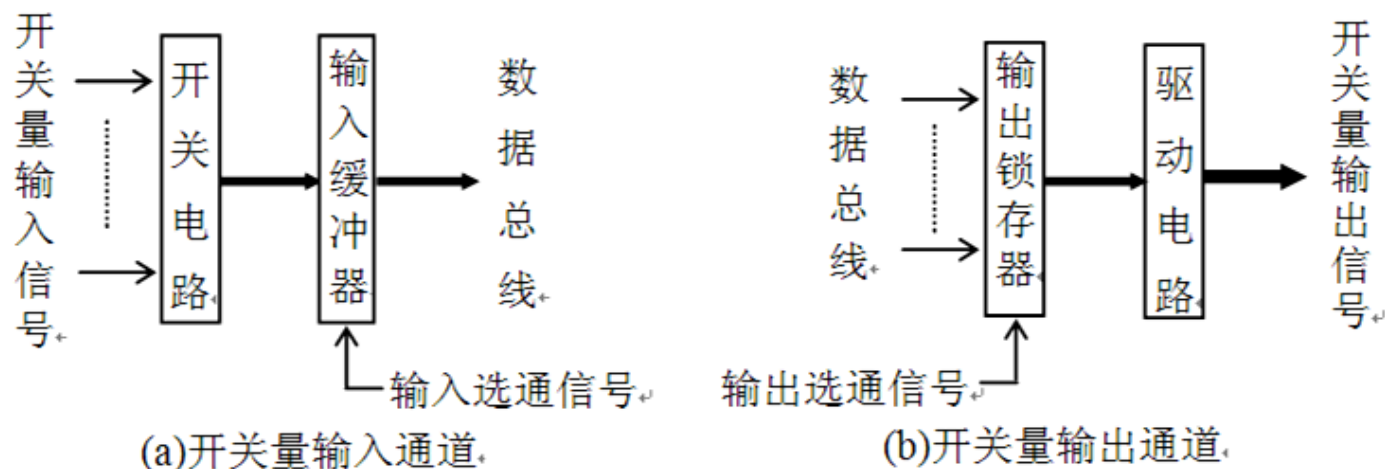 开关量输入信号
开关电路
输入缓冲器
数据总线
输入选通信号
(a)开关量输入通道
数据总线
输出锁存器
驱动电路
开关量输出信号
输出选通信号
(b)开关量输出通道